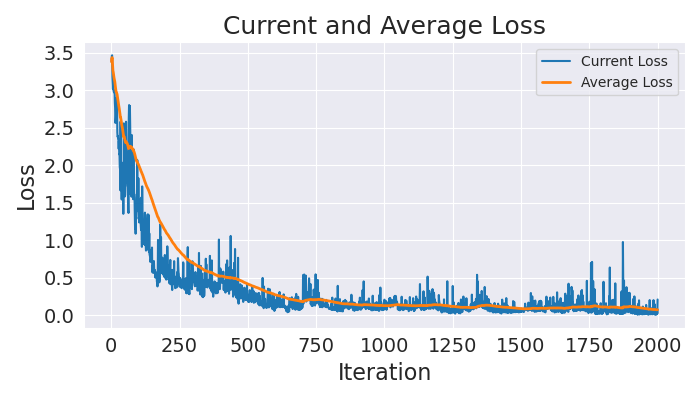 Current and Average Loss
Current Loss
Average Loss
3.5
3.0
2.5
2.0
1.5
1.0
0.5
0.0
Loss
0 250 500 750 1000 1250 1500 1750 2000
Iteration